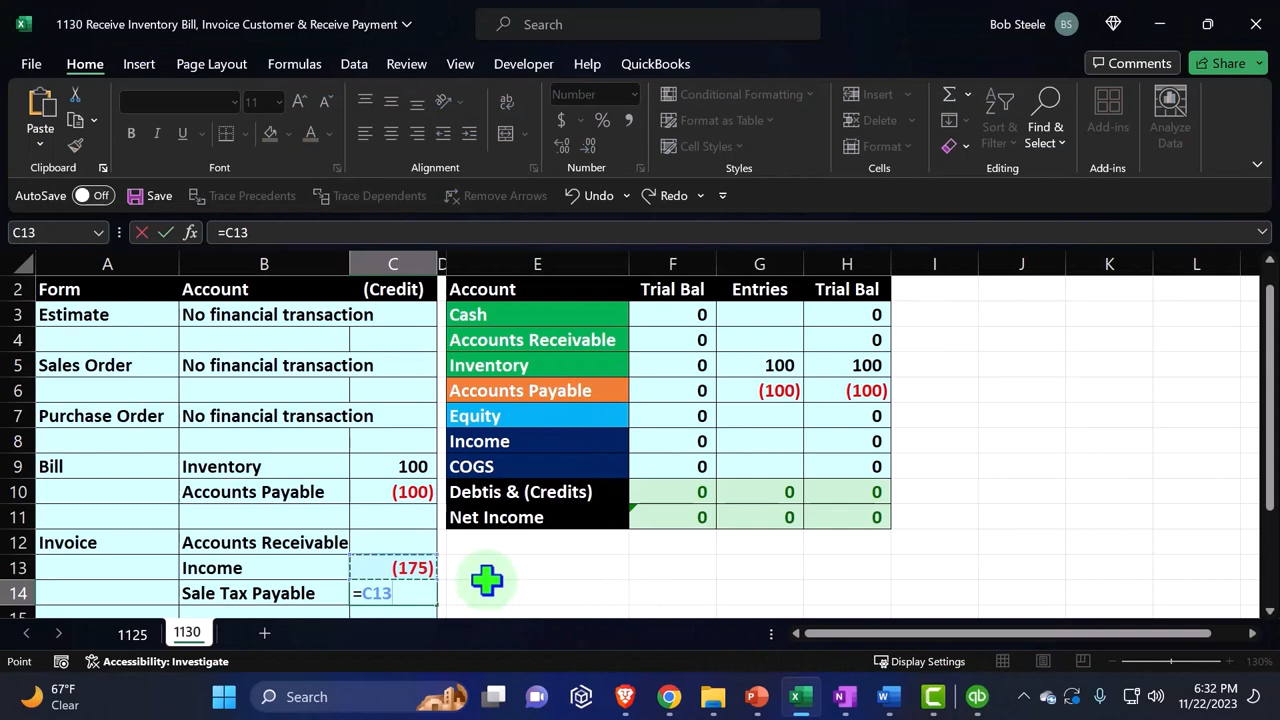 1130 Receive Inventory Bill, Invoice Customer & Receive Payment
Search
Bob Steele BS
File Home Insert Page Layout Formulas Data Review View Developer Help QuickBooks
Comments Share
Paste
11
B I U A
Number
$ % 9
Conditional Formatting
Format as Table
Cell Styles
Insert
Delete
Format
Sort & Filter
Find & Select
Add-ins
Analyze Data
Clipboard Font Alignment Number Styles Cells Editing Add-ins
AutoSave Off Save Trace Precedents Trace Dependents Remove Arrows Undo Redo
C13 fx =C13
A B C D E F G H I J K L
2 Form Account (Credit) Account Trial Bal Entries Trial Bal
3 Estimate No financial transaction Cash 0 0
4 Accounts Receivable 0 0
5 Sales Order No financial transaction Inventory 0 100 100
6 Accounts Payable 0 (100) (100)
7 Purchase Order No financial transaction Equity 0 0
8 Income 0 0
9 Bill Inventory 100 COGS 0 0
10 Accounts Payable (100) Debtis & (Credits) 0 0 0
11 Net Income 0 0 0
12 Invoice Accounts Receivable
13 Income (175)
14 Sale Tax Payable =C13
1125 1130
Point Accessibility: Investigate Display Settings 130%
67°F
Clear
Search
6:32 PM
11/22/2023